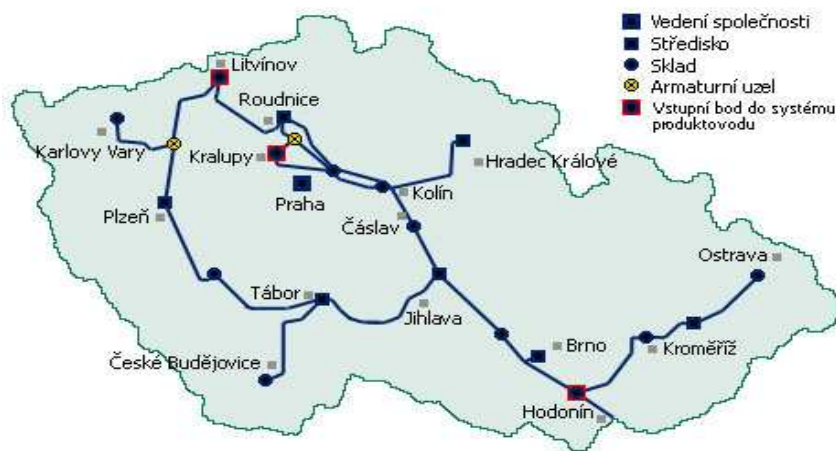 Vedení společnosti
Středisko
Sklad
Armaturní uzel
Vstupní bod do systému
produktovodu
Litvínov
Roudnice
Karlovy Vary
Kralupy
Hradec Králové
Praha
Kolín
Plzeň
Čáslav
Ostrava
Tábor
Jihlava
Brno
Kroměříž
České Budějovice
Hodonín